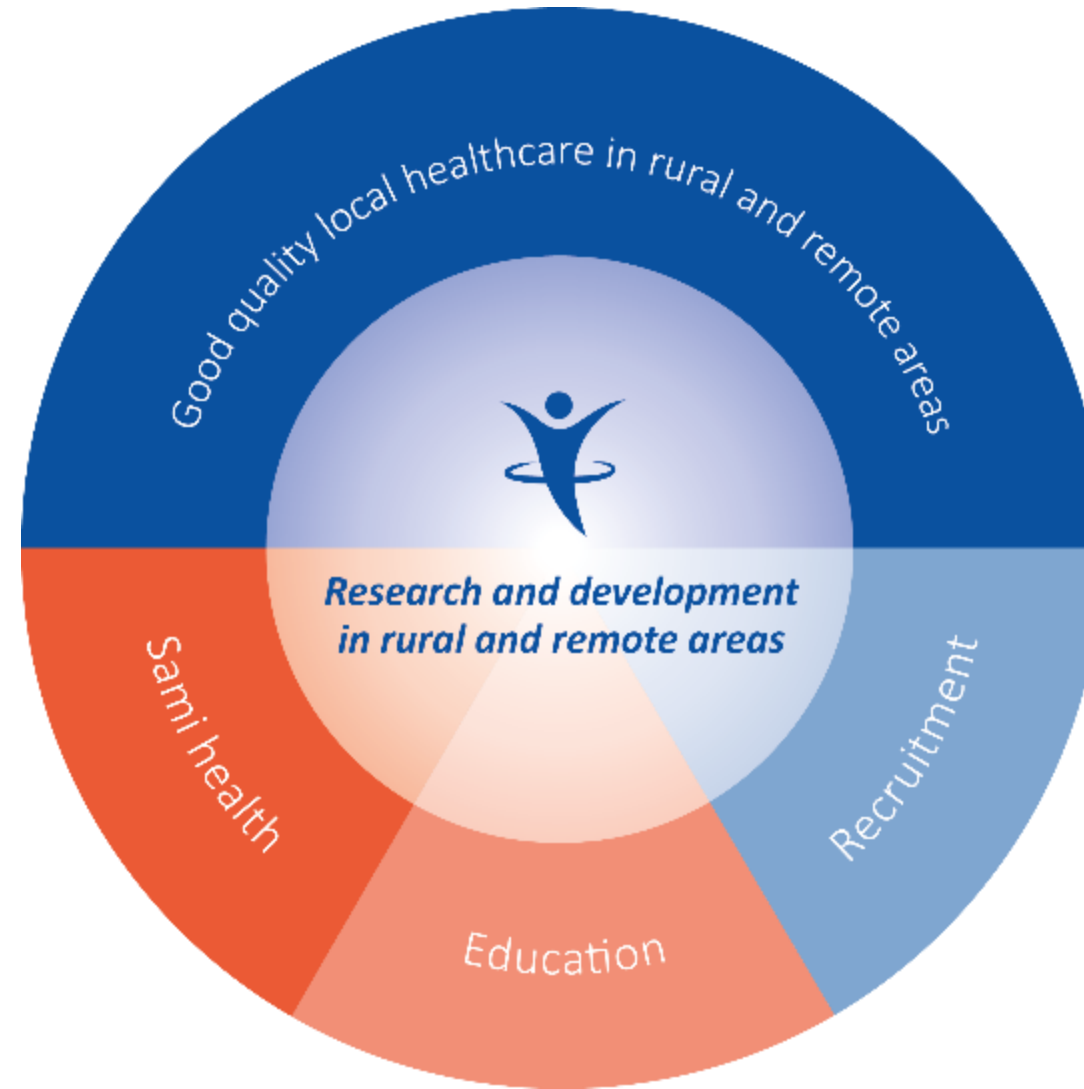 Good quality local healthcare in rural and remote areas
Research and development
in rural and remote areas
Sami health
Education
Recruitment